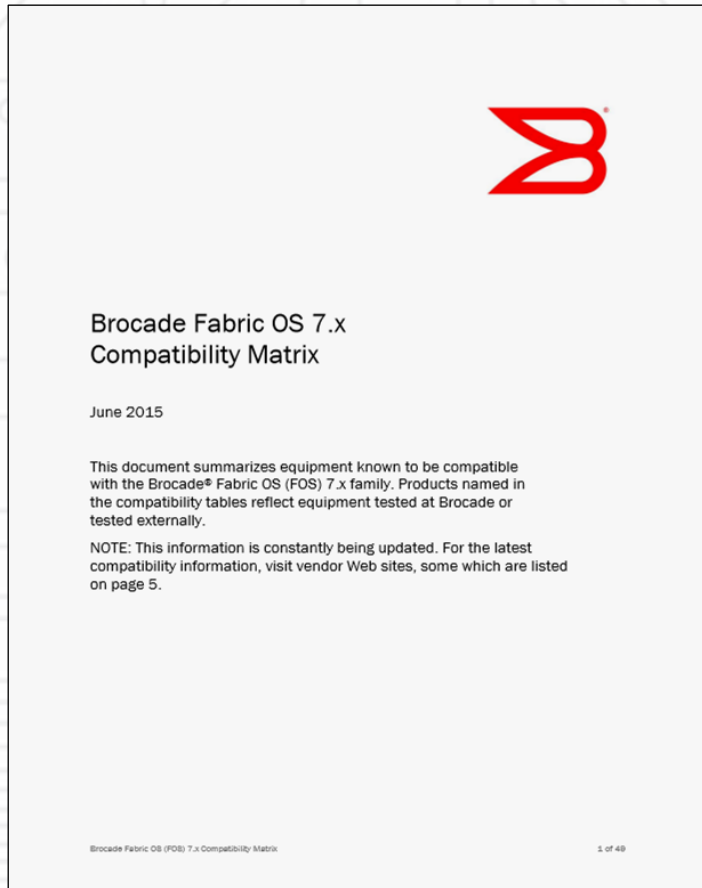 Brocade Fabric OS 7.x
Compatibility Matrix
June 2015
This document summarizes equipment known to be compatible
with the Brocade® Fabric OS (FOS) 7.x family. Products named in
the compatibility tables reflect equipment tested at Brocade or
tested externally.
NOTE: This information is constantly being updated. For the latest
compatibility information, visit vendor Web sites, some which are listed
on page 5.
Brocade Fabric OS (FOS) 7.x Compatibility Matrix 1 of 49